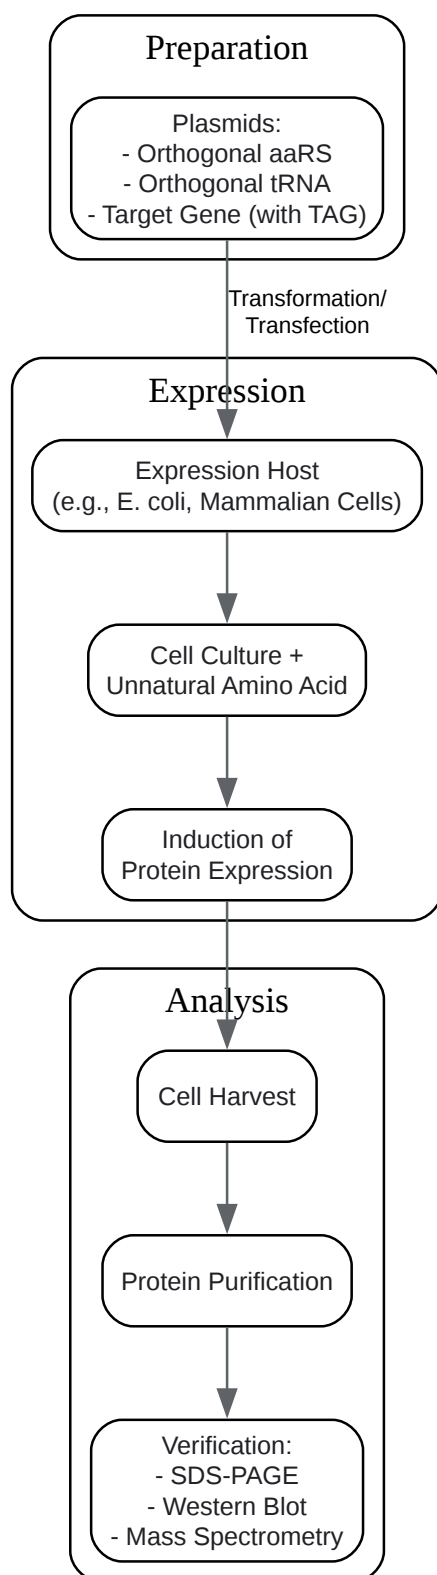 Preparation
Plasmids:
- Orthogonal aaRS
- Orthogonal tRNA
- Target Gene (with TAG)
Transformation/
Transfection
Expression
Expression Host
(e.g., E. coli, Mammalian Cells)
Cell Culture +
Unnatural Amino Acid
Induction of
Protein Expression
Analysis
Cell Harvest
Protein Purification
Verification:
- SDS-PAGE
- Western Blot
- Mass Spectrometry